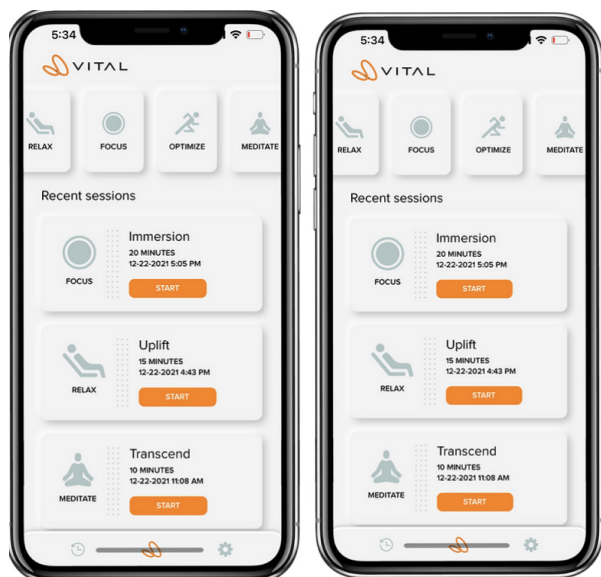 5:34
VITAL
RELAX FOCUS OPTIMIZE MEDITATE
Recent sessions
Immersion
20 MINUTES
12-22-2021 5:05 PM
FOCUS
START
Uplift
15 MINUTES
12-22-2021 4:43 PM
RELAX
START
Transcend
10 MINUTES
12-22-2021 11:08 AM
MEDITATE
START
5:34
VITAL
RELAX FOCUS OPTIMIZE MEDITATE
Recent sessions
Immersion
20 MINUTES
12-22-2021 5:05 PM
FOCUS
START
Uplift
15 MINUTES
12-22-2021 4:43 PM
RELAX
START
Transcend
10 MINUTES
12-22-2021 11:08 AM
MEDITATE
START